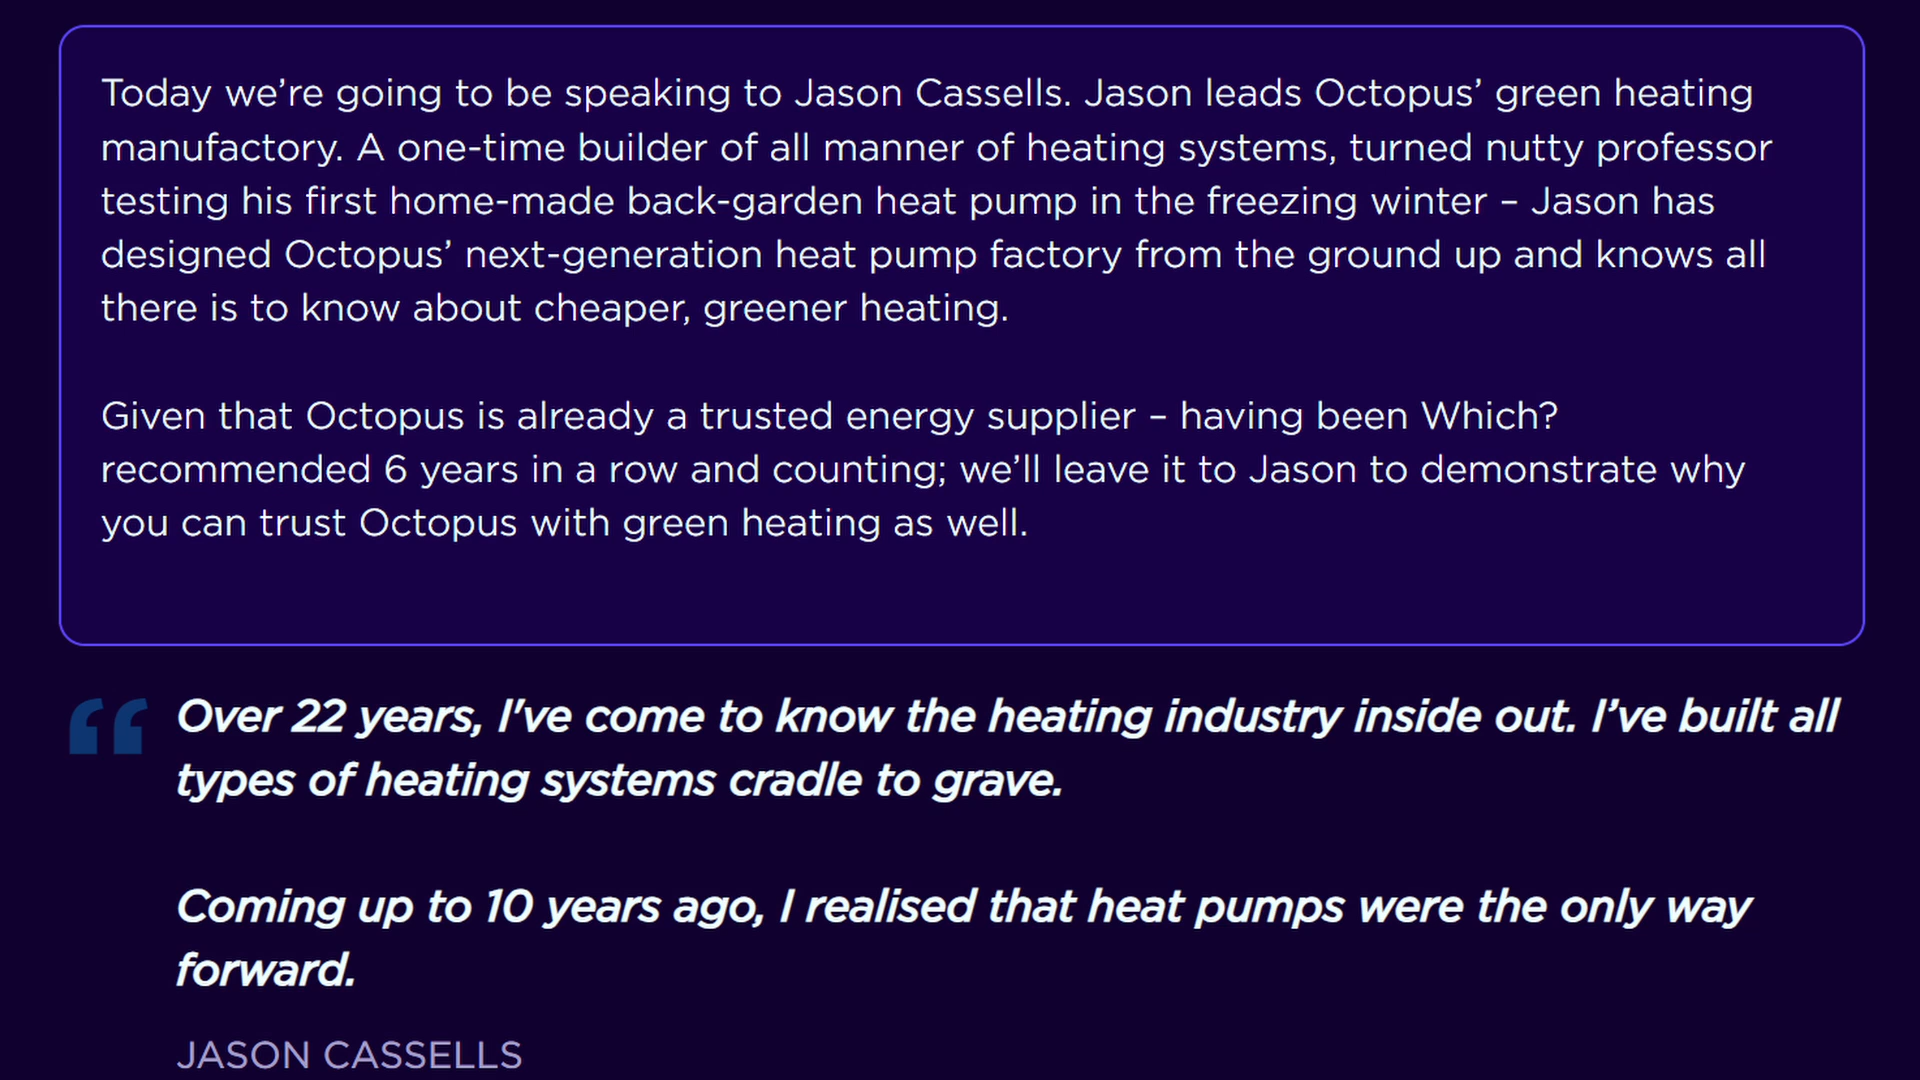 Today we’re going to be speaking to Jason Cassells. Jason leads Octopus’ green heating
manufactory. A one-time builder of all manner of heating systems, turned nutty professor
testing his first home-made back-garden heat pump in the freezing winter – Jason has
designed Octopus’ next-generation heat pump factory from the ground up and knows all
there is to know about cheaper, greener heating.
Given that Octopus is already a trusted energy supplier – having been Which?
recommended 6 years in a row and counting; we’ll leave it to Jason to demonstrate why
you can trust Octopus with green heating as well.
“ Over 22 years, I've come to know the heating industry inside out. I’ve built all
types of heating systems cradle to grave.
Coming up to 10 years ago, I realised that heat pumps were the only way
forward.
JASON CASSELLS